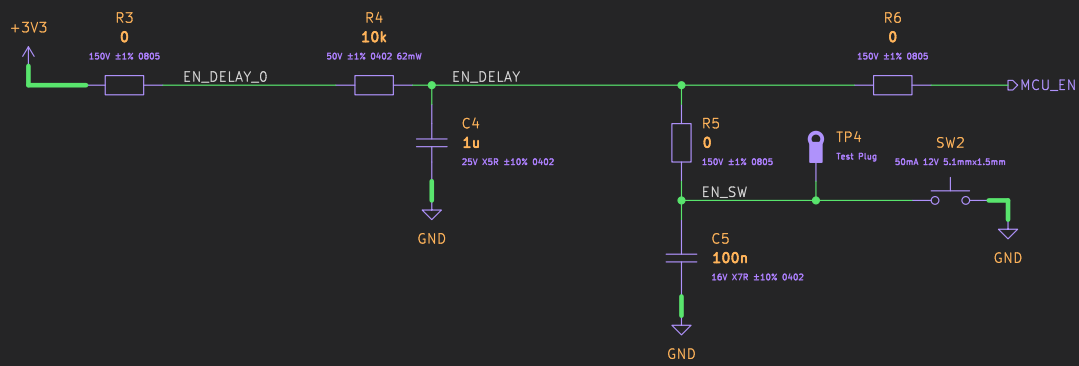 +3V3
R3
0
150V ±1% 0805
EN_DELAY_0
R4
10k
50V ±1% 0402 62mW
EN_DELAY
R6
0
150V ±1% 0805
MCU_EN
C4
1u
25V X5R ±10% 0402
GND
R5
0
150V ±1% 0805
TP4
Test Plug
SW2
50mA 12V 5.1mmx1.5mm
EN_SW
GND
C5
100n
16V X7R ±10% 0402
GND